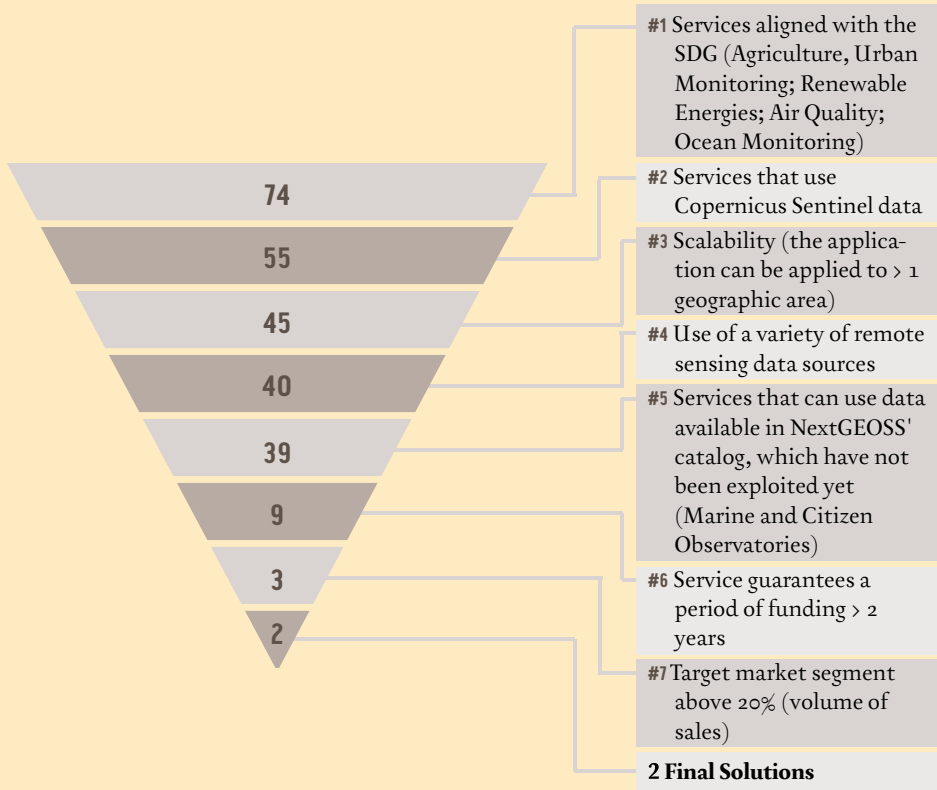 74
55
45
40
39
9
3
2
#1 Services aligned with the
SDG (Agriculture, Urban
Monitoring; Renewable
Energies; Air Quality;
Ocean Monitoring)
#2 Services that use
Copernicus Sentinel data
#3 Scalability (the applica-
tion can be applied to > 1
geographic area)
#4 Use of a variety of remote
sensing data sources
#5 Services that can use data
available in NextGEOSS'
catalog, which have not
been exploited yet
(Marine and Citizen
Observatories)
#6 Service guarantees a
period of funding > 2
years
#7 Target market segment
above 20% (volume of
sales)
2 Final Solutions